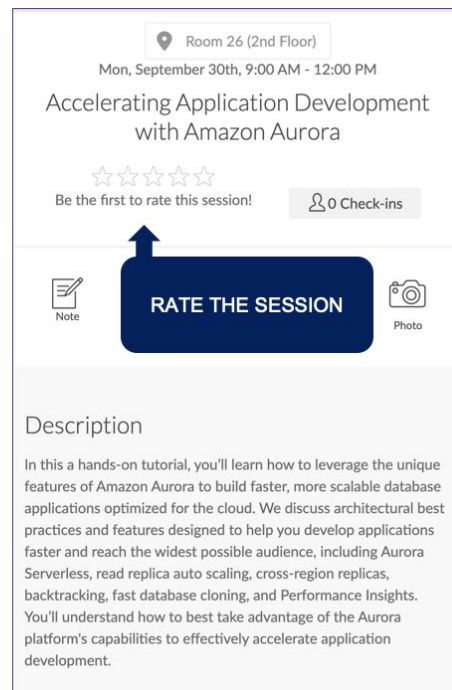 Room 26 (2nd Floor)
Mon, September 30th, 9:00 AM - 12:00 PM
Accelerating Application Development
with Amazon Aurora
Be the first to rate this session!
0 Check-ins
Note
RATE THE SESSION
Photo
Description
In this a hands-on tutorial, you'll learn how to leverage the unique
features of Amazon Aurora to build faster, more scalable database
applications optimized for the cloud. We discuss architectural best
practices and features designed to help you develop applications
faster and reach the widest possible audience, including Aurora
Serverless, read replica auto scaling, cross-region replicas,
backtracking, fast database cloning, and Performance Insights.
You'll understand how to best take advantage of the Aurora
platform's capabilities to effectively accelerate application
development.